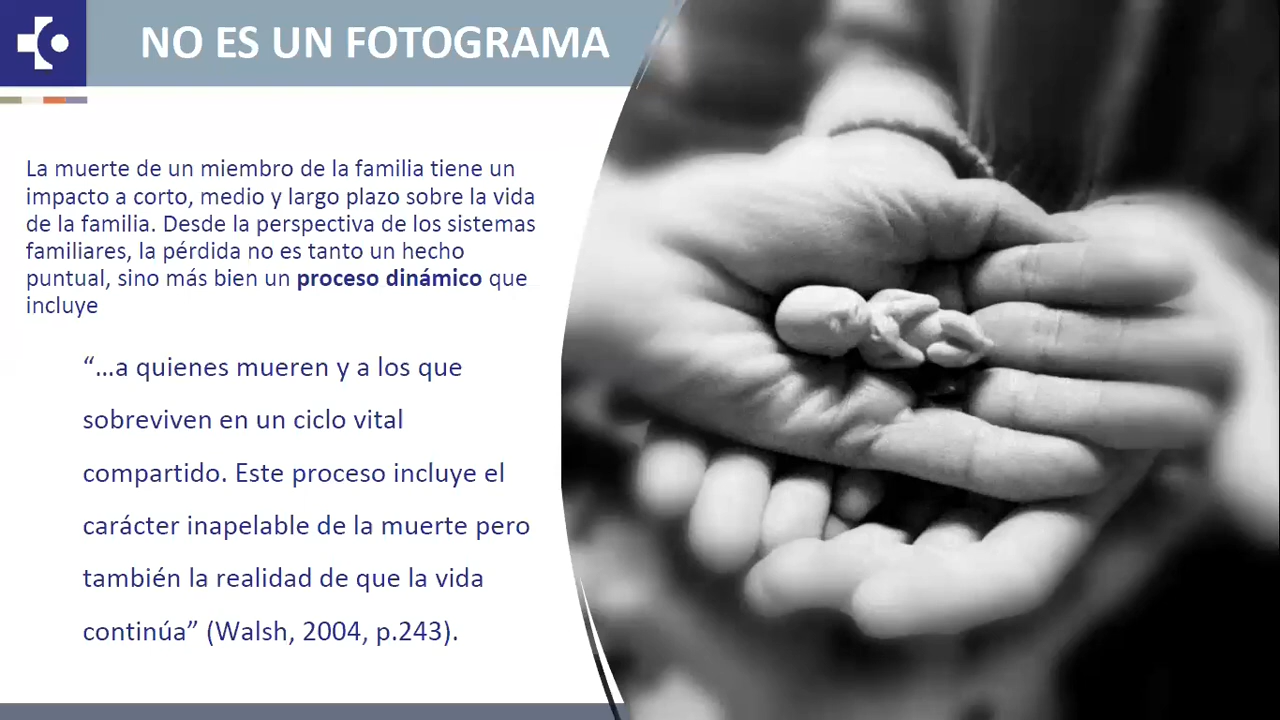 NO ES UN FOTOGRAMA
La muerte de un miembro de la familia tiene un
impacto a corto, medio y largo plazo sobre la vida
de la familia. Desde la perspectiva de los sistemas
familiares, la pérdida no es tanto un hecho
puntual, sino más bien un proceso dinámico que
incluye
“…a quienes mueren y a los que
sobreviven en un ciclo vital
compartido. Este proceso incluye el
carácter inapelable de la muerte pero
también la realidad de que la vida
continúa” (Walsh, 2004, p.243).